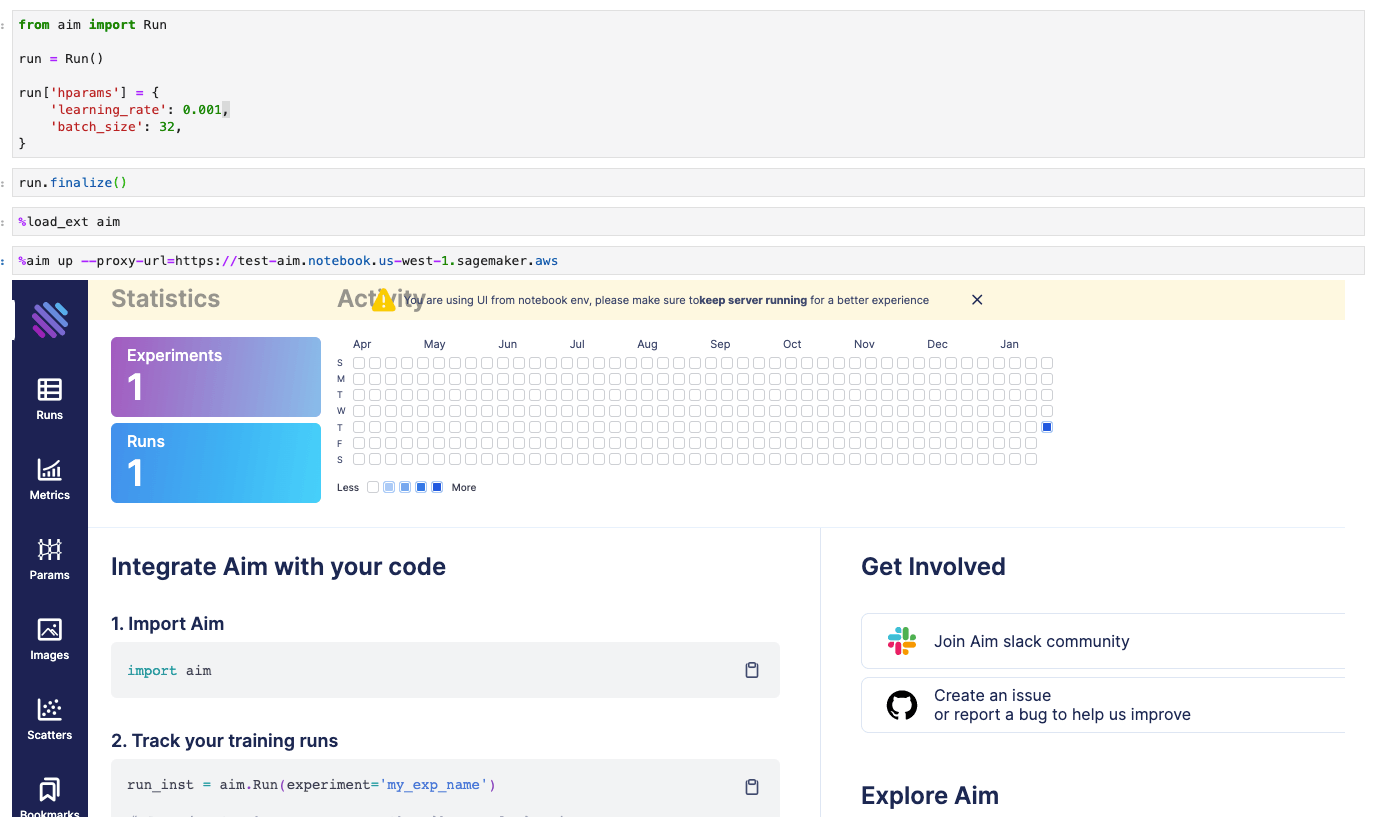 from aim import Run
run = Run()
run['hparams'] = {
    'learning_rate': 0.001,
    'batch_size': 32,
}
run.finalize()
%load_ext aim
%aim up --proxy-url=https://test-aim.notebook.us-west-1.sagemaker.aws
Statistics
Activity
You are using UI from notebook env, please make sure tokeep server running for a better experience
Experiments
1
Runs
1
Apr May Jun Jul Aug Sep Oct Nov Dec Jan
S
M
T
W
T
F
S
Less More
Runs
Metrics
Params
Images
Scatters
Bookmarks
Integrate Aim with your code
1. Import Aim
import aim
2. Track your training runs
run_inst = aim.Run(experiment='my_exp_name')
Get Involved
Join Aim slack community
Create an issue
or report a bug to help us improve
Explore Aim